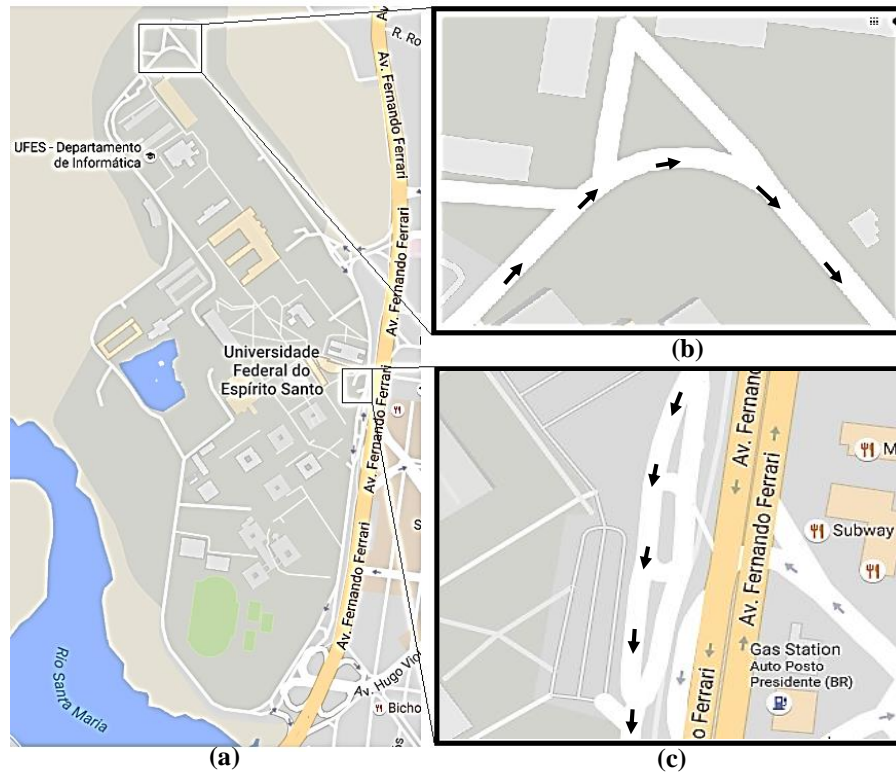 Av
R. Ro
Av. Fernando Ferrari
UFES - Departamento
de Informática
Av. Fernando Ferrari
Av. Fernando Ferrari
Universidade
Federal do
Espírito Santo
Av. Fernando Ferrari
S
Av. Fernando Ferrari
Av. Hugo Vio
Rio Santa Maria
Bicho
(a)
(b)
Av. Fernand
Av. Fernando Ferrari
M
Subway
Gas Station
Auto Posto
Presidente (BR)
o Ferrari
(c)